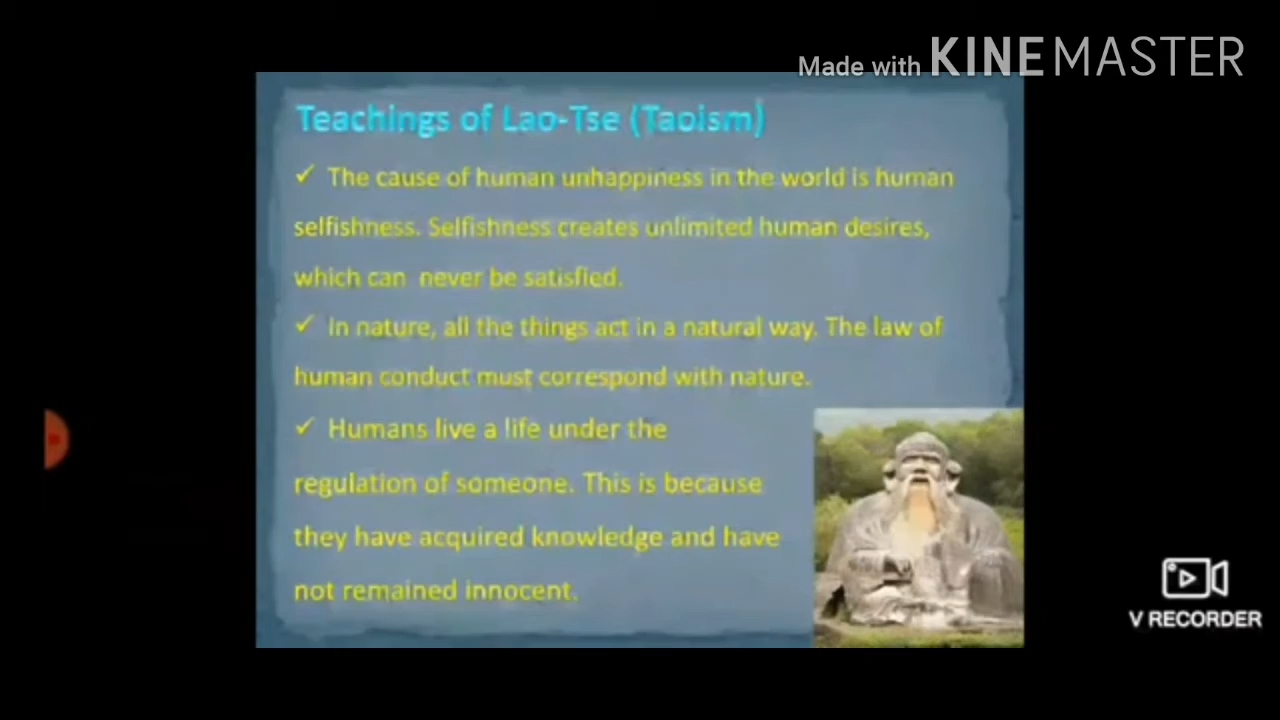 Made with KINEMASTER
Teachings of Lao-Tse (Taoism)
✓ The cause of human unhappiness in the world is human
selfishness. Selfishness creates unlimited human desires,
which can never be satisfied.
✓ In nature, all the things act in a natural way. The law of
human conduct must correspond with nature.
✓ Humans live a life under the
regulation of someone. This is because
they have acquired knowledge and have
not remained innocent.
V RECORDER